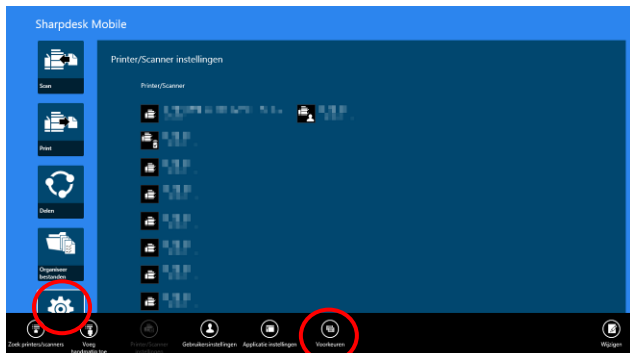 Sharpdesk Mobile
Scan
Print
Delen
Organiseer
bestanden
Printer/Scanner instellingen
Printer/Scanner
Zoek printers/scanners
Voeg
handmatig toe
Printer/Scanner
instellingen
Gebruikersinstellingen
Applicatie instellingen
Voorkeuren
Wijzigen